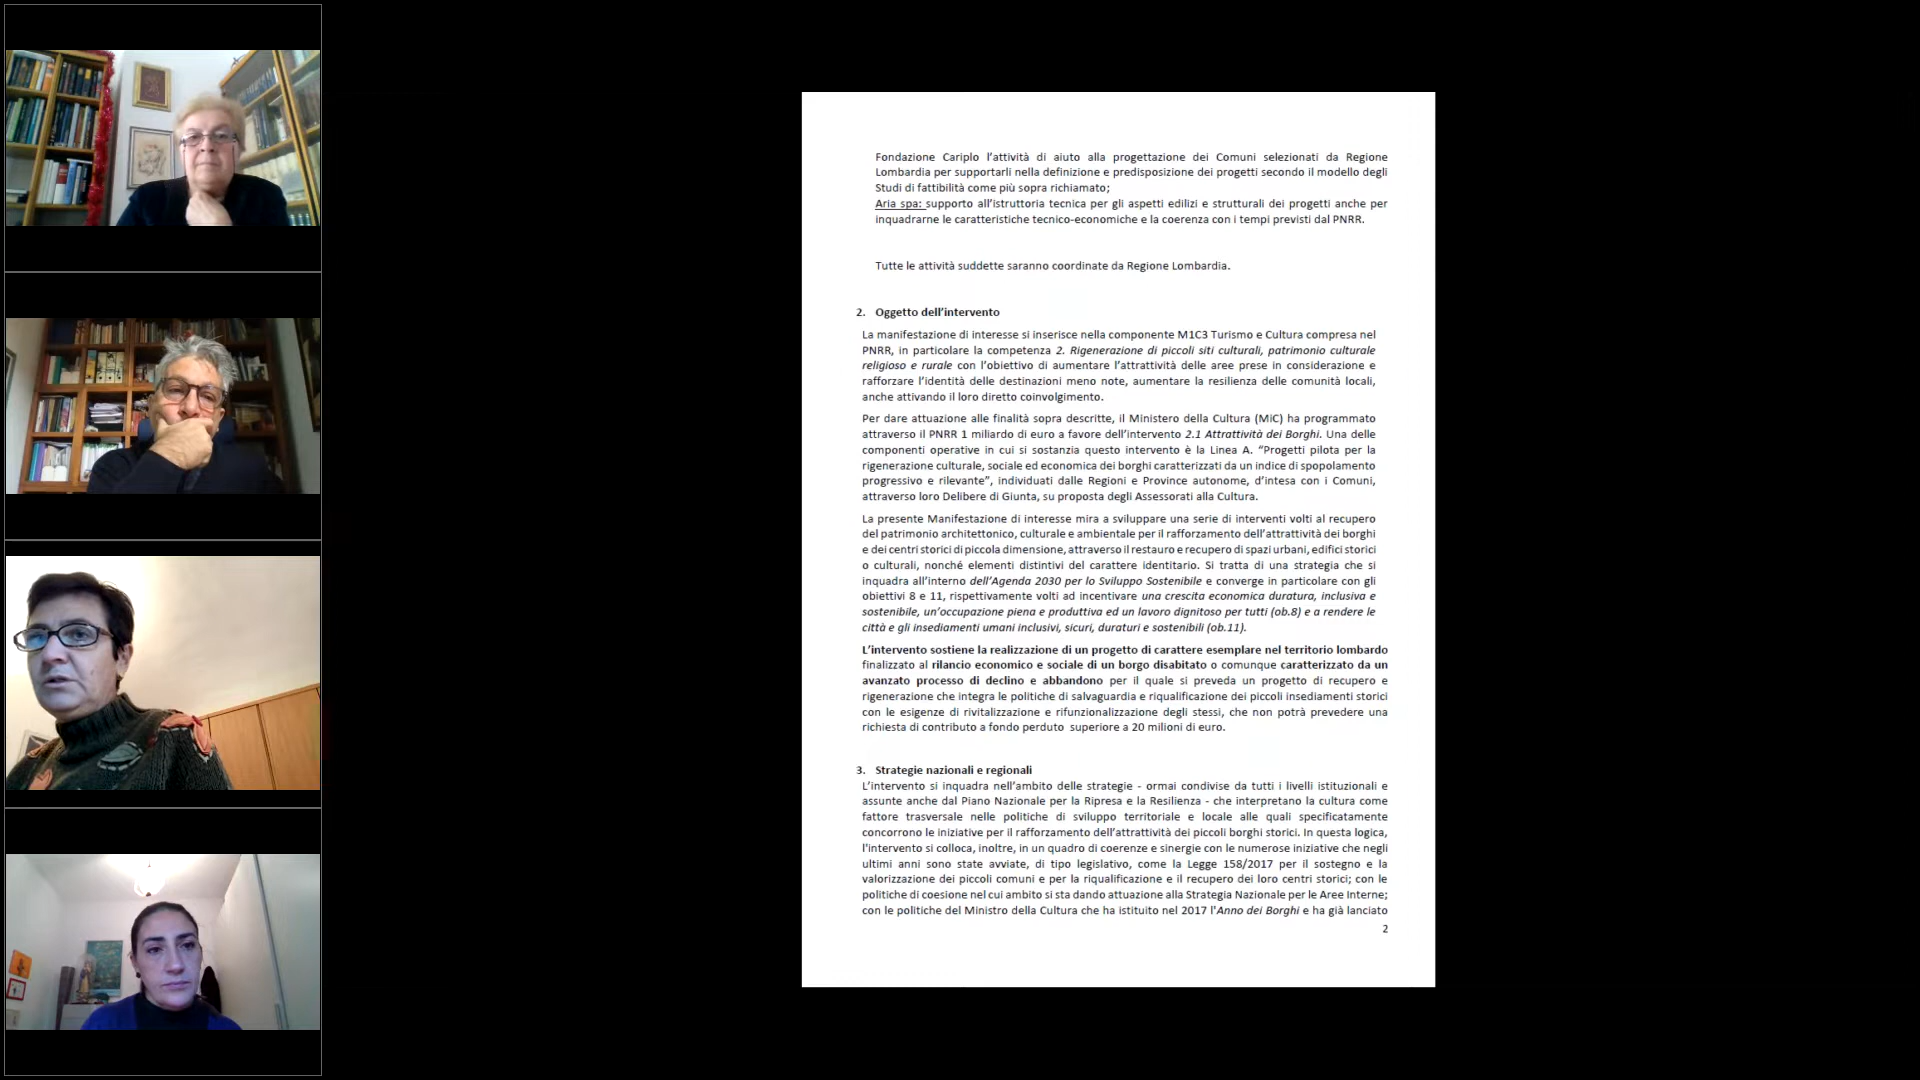 Fondazione Cariplo l’attività di aiuto alla progettazione dei Comuni selezionati da Regione
Lombardia per supportarli nella definizione e predisposizione dei progetti secondo il modello degli
Studi di fattibilità come più sopra richiamato;
Aria spa: supporto all’istruttoria tecnica per gli aspetti edilizi e strutturali dei progetti anche per
inquadrarne le caratteristiche tecnico-economiche e la coerenza con i tempi previsti dal PNRR.
Tutte le attività suddette saranno coordinate da Regione Lombardia.
2. Oggetto dell’intervento
La manifestazione di interesse si inserisce nella componente M1C3 Turismo e Cultura compresa nel
PNRR, in particolare la competenza 2. Rigenerazione di piccoli siti culturali, patrimonio culturale
religioso e rurale con l’obiettivo di aumentare l’attrattività delle aree prese in considerazione e
rafforzare l’identità delle destinazioni meno note, aumentare la resilienza delle comunità locali,
anche attivando il loro diretto coinvolgimento.
Per dare attuazione alle finalità sopra descritte, il Ministero della Cultura (MiC) ha programmato
attraverso il PNRR 1 miliardo di euro a favore dell’intervento 2.1 Attrattività dei Borghi. Una delle
componenti operative in cui si sostanzia questo intervento è la Linea A. “Progetti pilota per la
rigenerazione culturale, sociale ed economica dei borghi caratterizzati da un indice di spopolamento
progressivo e rilevante”, individuati dalle Regioni e Province autonome, d’intesa con i Comuni,
attraverso loro Delibere di Giunta, su proposta degli Assessorati alla Cultura.
La presente Manifestazione di interesse mira a sviluppare una serie di interventi volti al recupero
del patrimonio architettonico, culturale e ambientale per il rafforzamento dell’attrattività dei borghi
e dei centri storici di piccola dimensione, attraverso il restauro e recupero di spazi urbani, edifici storici
o culturali, nonché elementi distintivi del carattere identitario. Si tratta di una strategia che si
inquadra all’interno dell’Agenda 2030 per lo Sviluppo Sostenibile e converge in particolare con gli
obiettivi 8 e 11, rispettivamente volti ad incentivare una crescita economica duratura, inclusiva e
sostenibile, un’occupazione piena e produttiva ed un lavoro dignitoso per tutti (ob.8) e a rendere le
città e gli insediamenti umani inclusivi, sicuri, duraturi e sostenibili (ob.11).
L’intervento sostiene la realizzazione di un progetto di carattere esemplare nel territorio lombardo
finalizzato al rilancio economico e sociale di un borgo disabitato o comunque caratterizzato da un
avanzato processo di declino e abbandono per il quale si preveda un progetto di recupero e
rigenerazione che integra le politiche di salvaguardia e riqualificazione dei piccoli insediamenti storici
con le esigenze di rivitalizzazione e rifunzionalizzazione degli stessi, che non potrà prevedere una
richiesta di contributo a fondo perduto superiore a 20 milioni di euro.
3. Strategie nazionali e regionali
L’intervento si inquadra nell’ambito delle strategie - ormai condivise da tutti i livelli istituzionali e
assunte anche dal Piano Nazionale per la Ripresa e la Resilienza - che interpretano la cultura come
fattore trasversale nelle politiche di sviluppo territoriale e locale alle quali specificatamente
concorrono le iniziative per il rafforzamento dell’attrattività dei piccoli borghi storici. In questa logica,
l'intervento si colloca, inoltre, in un quadro di coerenze e sinergie con le numerose iniziative che negli
ultimi anni sono state avviate, di tipo legislativo, come la Legge 158/2017 per il sostegno e la
valorizzazione dei piccoli comuni e per la riqualificazione e il recupero dei loro centri storici; con le
politiche di coesione nel cui ambito si sta dando attuazione alla Strategia Nazionale per le Aree Interne;
con le politiche del Ministro della Cultura che ha istituito nel 2017 l'Anno dei Borghi e ha già lanciato
2